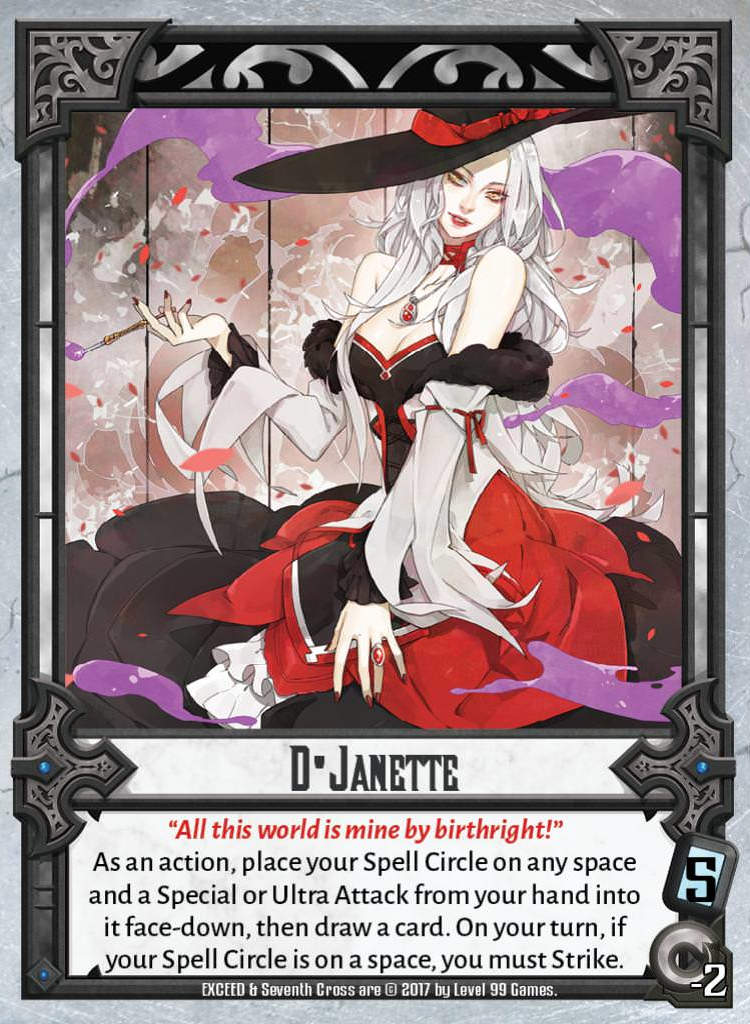 D'Janette
“All this world is mine by birthright!”
As an action, place your Spell Circle on any space
and a Special or Ultra Attack from your hand into
it face-down, then draw a card. On your turn, if
your Spell Circle is on a space, you must Strike.
5
-2
EXCEED & Seventh Cross are © 2017 by Level 99 Games.